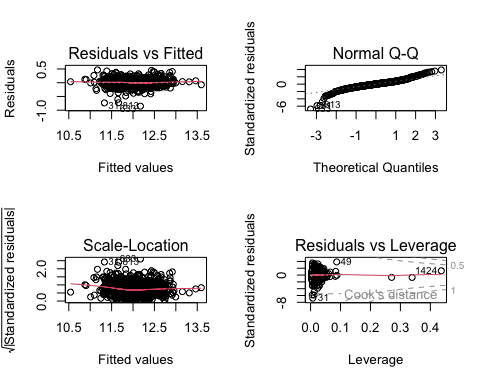 Residuals vs Fitted
Residuals
0.5
-1.0
10.5 11.5 12.5 13.5
Fitted values
Normal Q-Q
Standardized residuals
0
-6
-3 -1 1 2 3
Theoretical Quantiles
Scale-Location
√|Standardized residuals|
2.0
1.0
0.0
10.5 11.5 12.5 13.5
Fitted values
Residuals vs Leverage
Standardized residuals
0
-8
49
1424
31
Cook's distance
0.5
1
0.0 0.1 0.2 0.3 0.4
Leverage